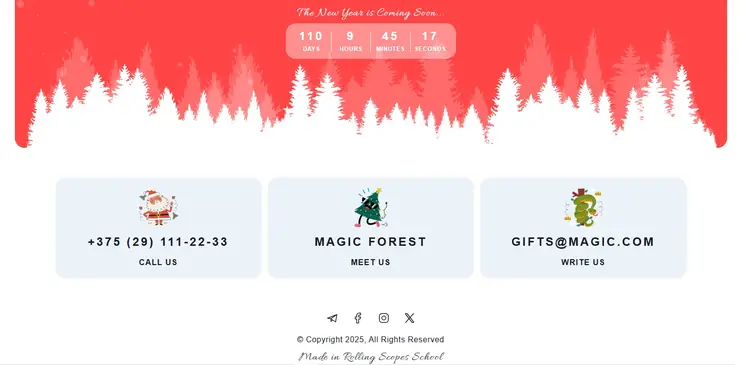 The New Year is Coming Soon...
110 9 45 17
DAYS HOURS MINUTES SECONDS
+375 (29) 111-22-33
CALL US
MAGIC FOREST
MEET US
GIFTS@MAGIC.COM
WRITE US
© Copyright 2025, All Rights Reserved
Made in Rolling Scopes School